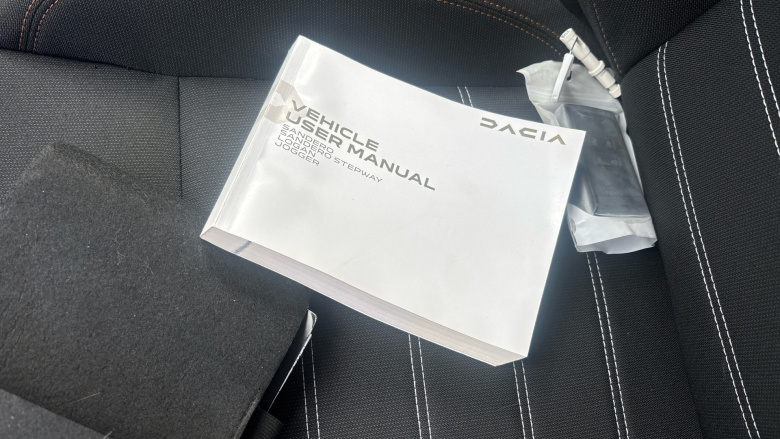 DACIA
VEHICLE
USER MANUAL
SANDERO
SANDERO STEPWAY
LOGAN
JOGGER